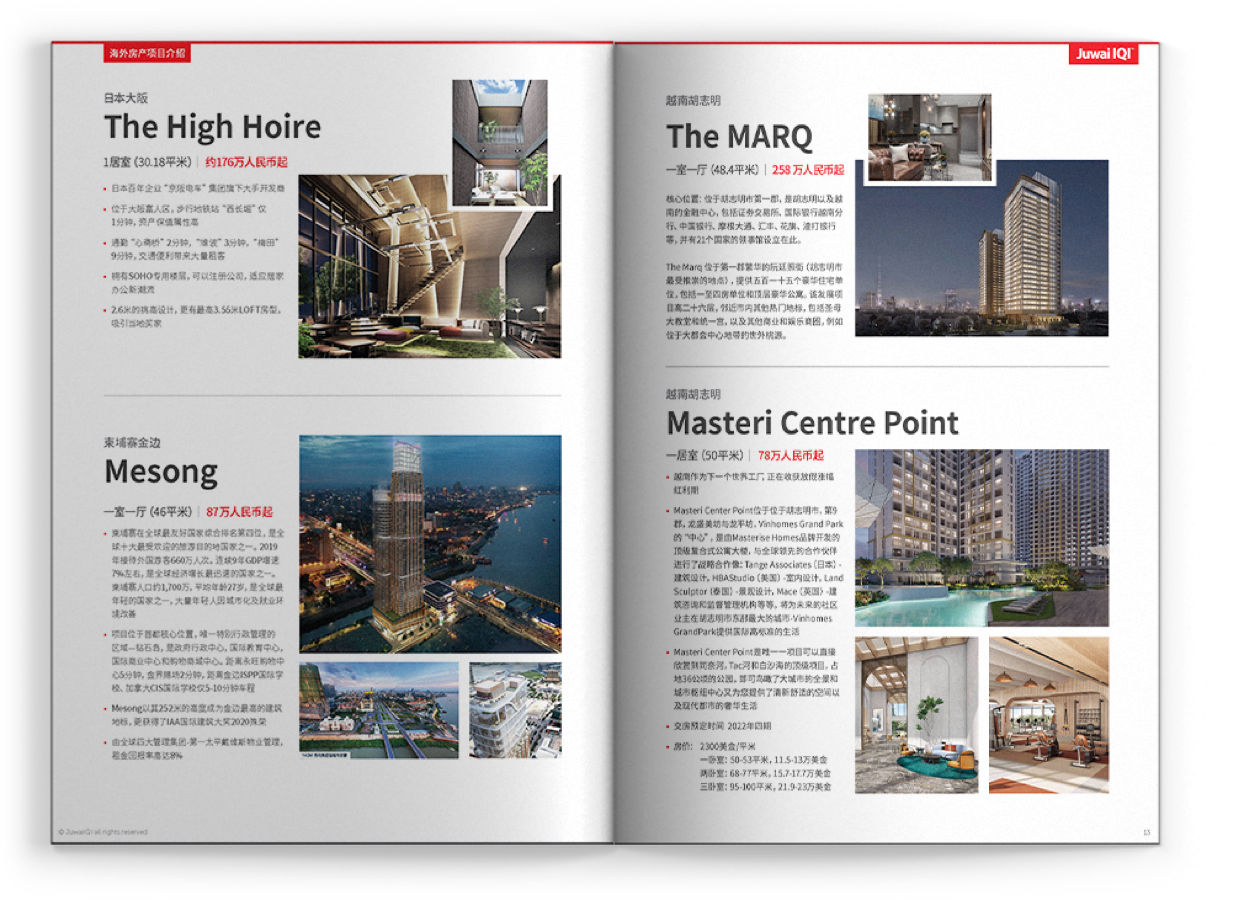 海外房产项目介绍
日本大阪
The High Hoire
1居室 (30.18平米)｜约176万人民币起
• 日本百年企业“京阪电车”集团旗下大手开发商
• 位于大阪富人区，步行地铁站“西长堀”仅
1分钟，资产保值属性高
• 通勤“心斋桥”2分钟，“难波”3分钟，“梅田”
9分钟，交通便利带来大量租客
• 拥有SOHO专用楼层，可以注册公司，适应居家
办公新潮流
• 2.6米的挑高设计，更有最高3.56米LOFT房型，
吸引当地买家
柬埔寨金边
Mesong
一室一厅 (46平米)｜87万人民币起
• 柬埔寨在全球最友好国家综合排名第四位，是全
球十大最受欢迎的旅游目的地国家之一。2019
年接待外国游客660万人次。连续9年GDP增速
7%左右，是全球经济增长最迅速的国家之一。
柬埔寨人口约1,700万，平均年龄27岁，是全球最
年轻的国家之一，大量年轻人因城市化及就业环
境改善
• 项目位于首都核心位置，唯一特别行政管理的
区域—钻石岛，是政府行政中心，国际教育中心，
国际商业中心和购物商城中心。距离永旺购物中
心5分钟，金界赌场2分钟，距离金边ISPP国际学
校、加拿大CIS国际学校仅5-10分钟车程
• Mesong以其252米的高度成为金边最高的建筑
地标，更获得了IAA国际建筑大奖2020殊荣
• 由全球四大管理集团-第一太平戴维斯物业管理，
租金回报率高达8%
© JuwaiIQI all rights reserved
Juwai IQI
越南胡志明
The MARQ
一室一厅 (48.4平米)｜258 万人民币起
核心位置：位于胡志明市第一郡，是胡志明以及越
南的金融中心，包括证券交易所、国际银行越南分
行、中国银行、摩根大通、汇丰、花旗、渣打银行
等，并有21个国家的领事馆设立在此。
The Marq 位于第一郡繁华的阮廷照街 (胡志明市
最受推崇的地点)，提供五百一十五个豪华住宅单
位，包括一至四房单位和顶层豪华公寓。该发展项
目高二十六层，邻近市内其他热门地标，包括圣母
大教堂和统一宫，以及其他商业和娱乐商圈，例如
位于大都会中心地带的世外桃源。
越南胡志明
Masteri Centre Point
一居室 (50平米)｜78万人民币起
• 越南作为下一个世界工厂, 正在收获放假涨幅
红利期
• Masteri Center Point位于位于胡志明市，第9
郡，龙盛美坊与龙平坊，Vinhomes Grand Park
的“中心”，是由Masterise Homes品牌开发的
顶级复合式公寓大楼，与全球领先的合作伙伴
进行了战略合作像: Tange Associates (日本) -
建筑设计, HBAStudio (美国) -室内设计, Land
Sculptor (泰国) -景观设计, Mace (英国) -建
筑咨询和监督管理机构等等，将为未来的社区
业主在胡志明市东部最大的城市-Vinhomes
GrandPark提供国际高标准的生活
• Masteri Center Point是唯一一项目可以直接
欣赏到同奈河，Tac河和白沙海的顶级项目，占
地36公顷的公园，即可鸟瞰了大城市的全景和
城市枢纽中心又为您提供了清新舒适的空间以
及现代都市的奢华生活
• 交房预定时间 2022年四期
• 房价： 2300美金/平米
一卧室：50-53平米，11.5-13万美金
两卧室：68-77平米，15.7-17.7万美金
三卧室：95-100平米，21.9-23万美金
13